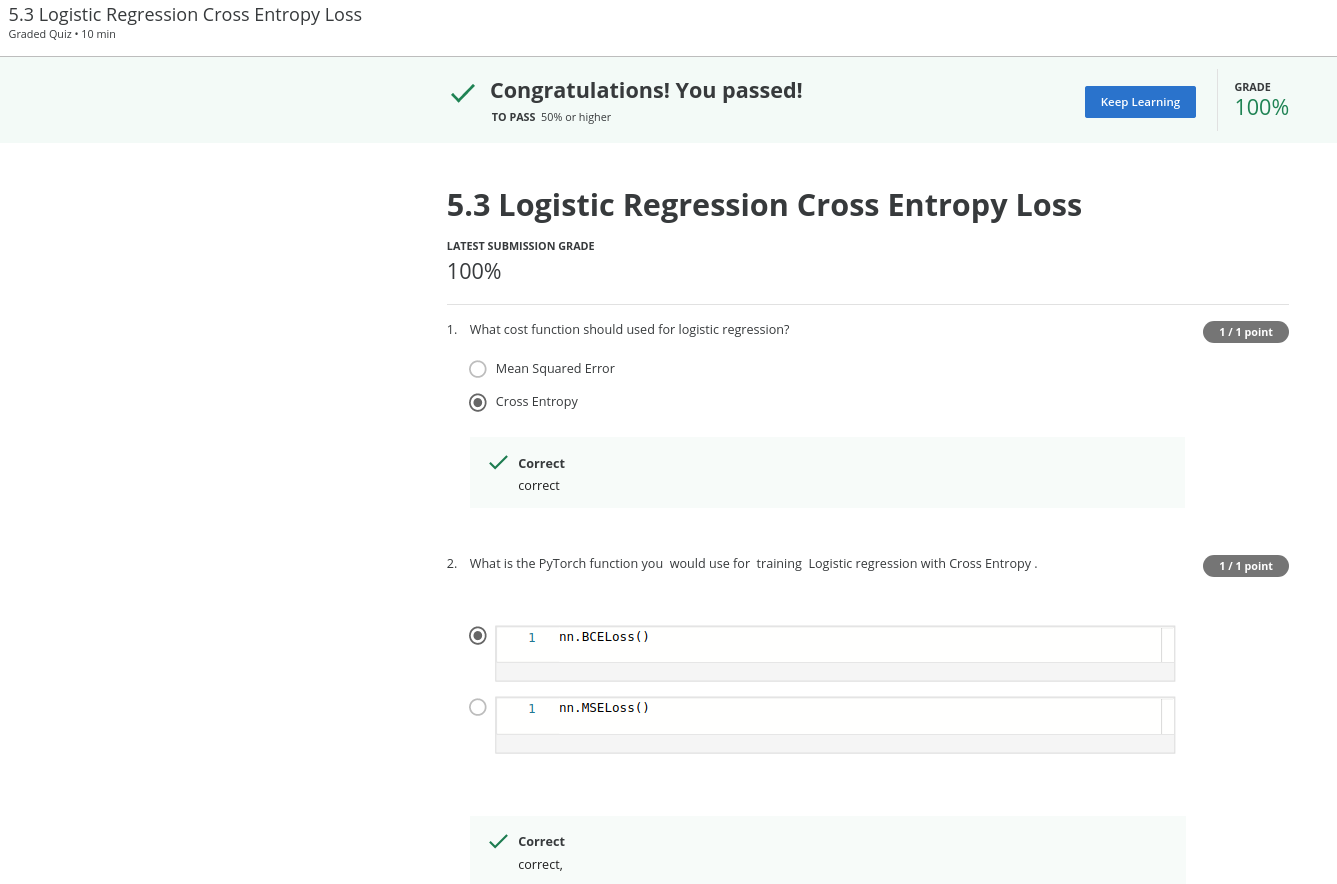 5.3 Logistic Regression Cross Entropy Loss
Graded Quiz • 10 min
Congratulations! You passed!
TO PASS 50% or higher
Keep Learning
GRADE
100%
5.3 Logistic Regression Cross Entropy Loss
LATEST SUBMISSION GRADE
100%
1. What cost function should used for logistic regression?
1 / 1 point
Mean Squared Error
Cross Entropy
Correct
correct
2. What is the PyTorch function you  would use for  training  Logistic regression with Cross Entropy .
1 / 1 point
1 nn.BCELoss()
1 nn.MSELoss()
Correct
correct,